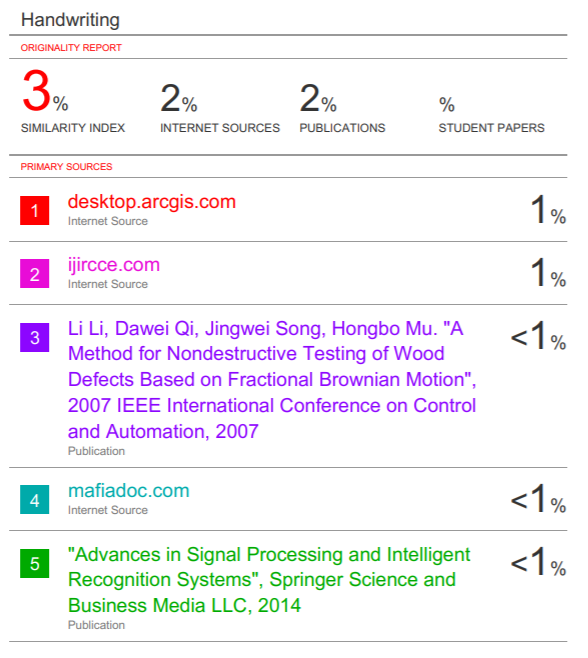 Handwriting
ORIGINALITY REPORT
3%
SIMILARITY INDEX
2%
INTERNET SOURCES
2%
PUBLICATIONS
%
STUDENT PAPERS
PRIMARY SOURCES
1
desktop.arcgis.com
Internet Source
1%
2
ijircce.com
Internet Source
1%
3
Li Li, Dawei Qi, Jingwei Song, Hongbo Mu. "A
Method for Nondestructive Testing of Wood
Defects Based on Fractional Brownian Motion",
2007 IEEE International Conference on Control
and Automation, 2007
Publication
<1%
4
mafiadoc.com
Internet Source
<1%
5
"Advances in Signal Processing and Intelligent
Recognition Systems", Springer Science and
Business Media LLC, 2014
Publication
<1%